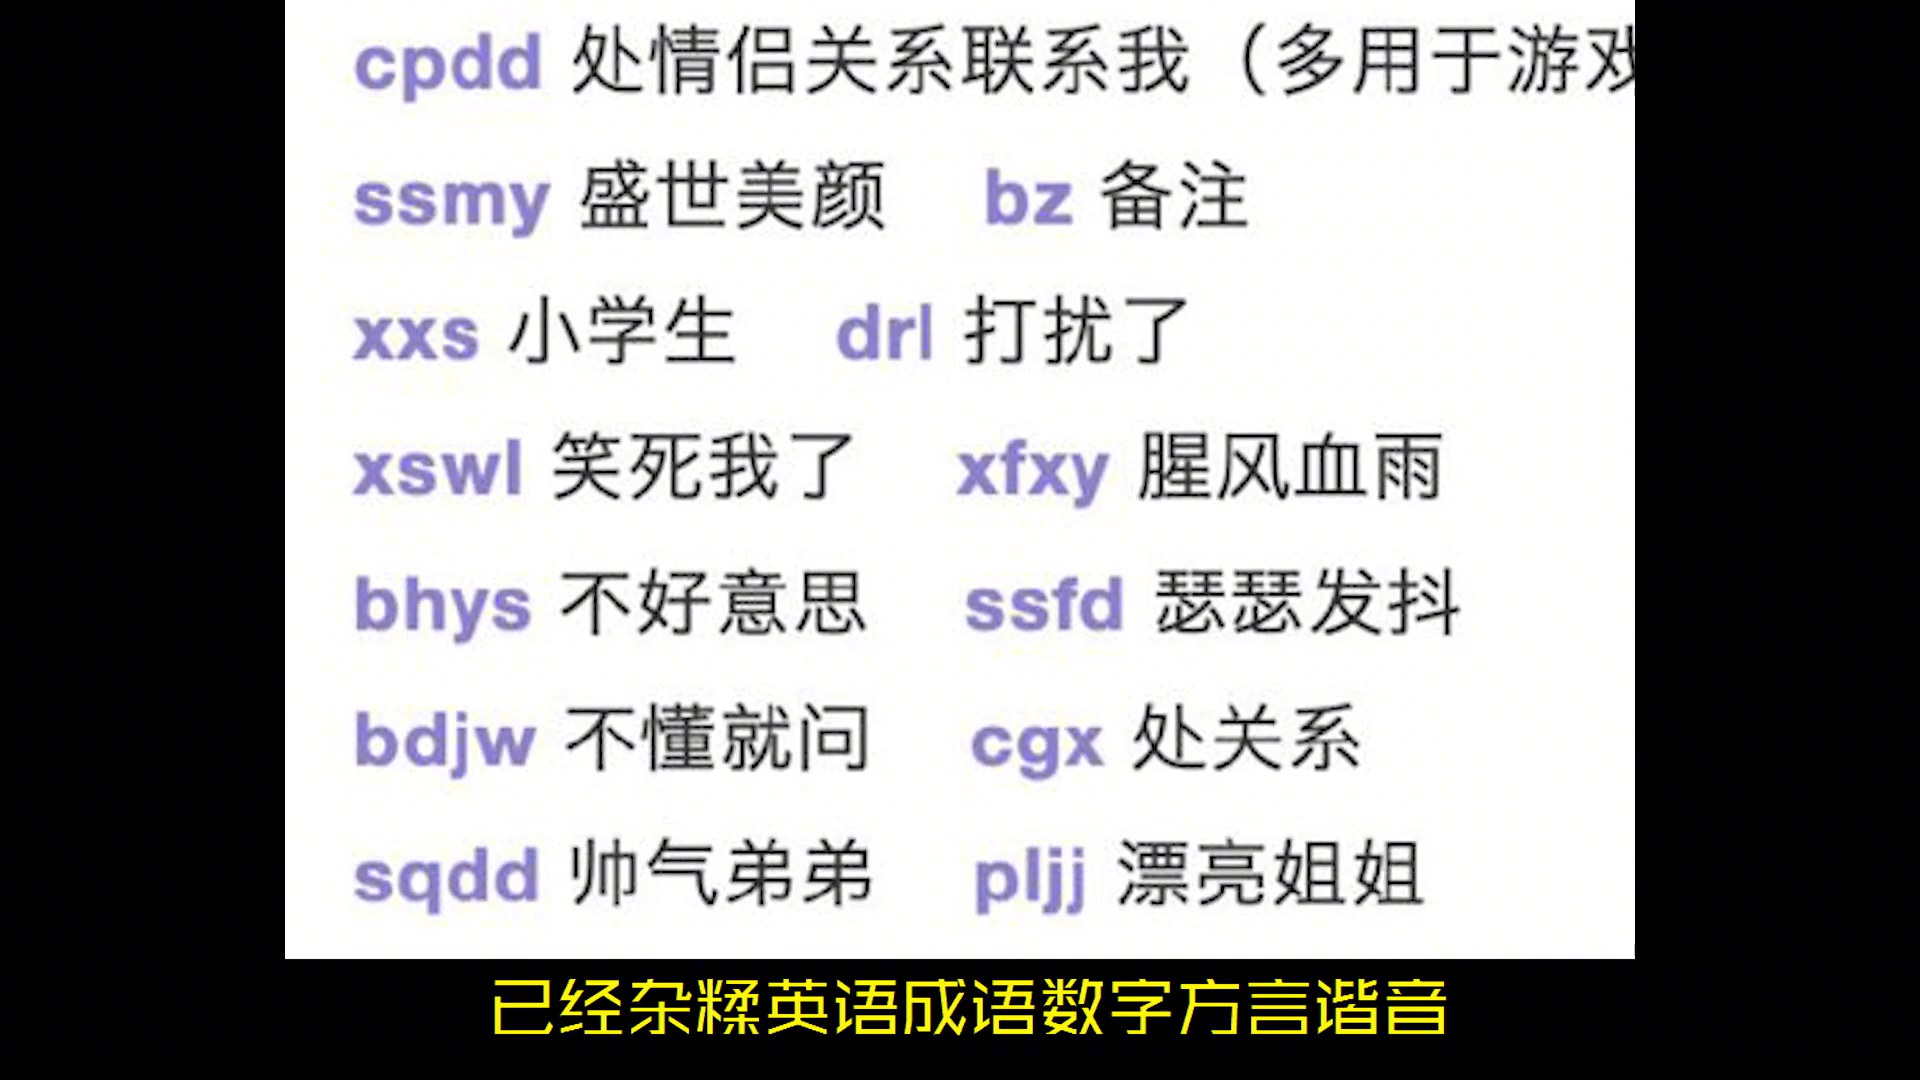 cpdd 处情侣关系联系我（多用于游戏
ssmy 盛世美颜 bz 备注
xxs 小学生 drl 打扰了
xswl 笑死我了 xfxy 腥风血雨
bhys 不好意思 ssfd 瑟瑟发抖
bdjw 不懂就问 cgx 处关系
sqdd 帅气弟弟 pljj 漂亮姐姐
已经杂糅英语成语数字方言谐音